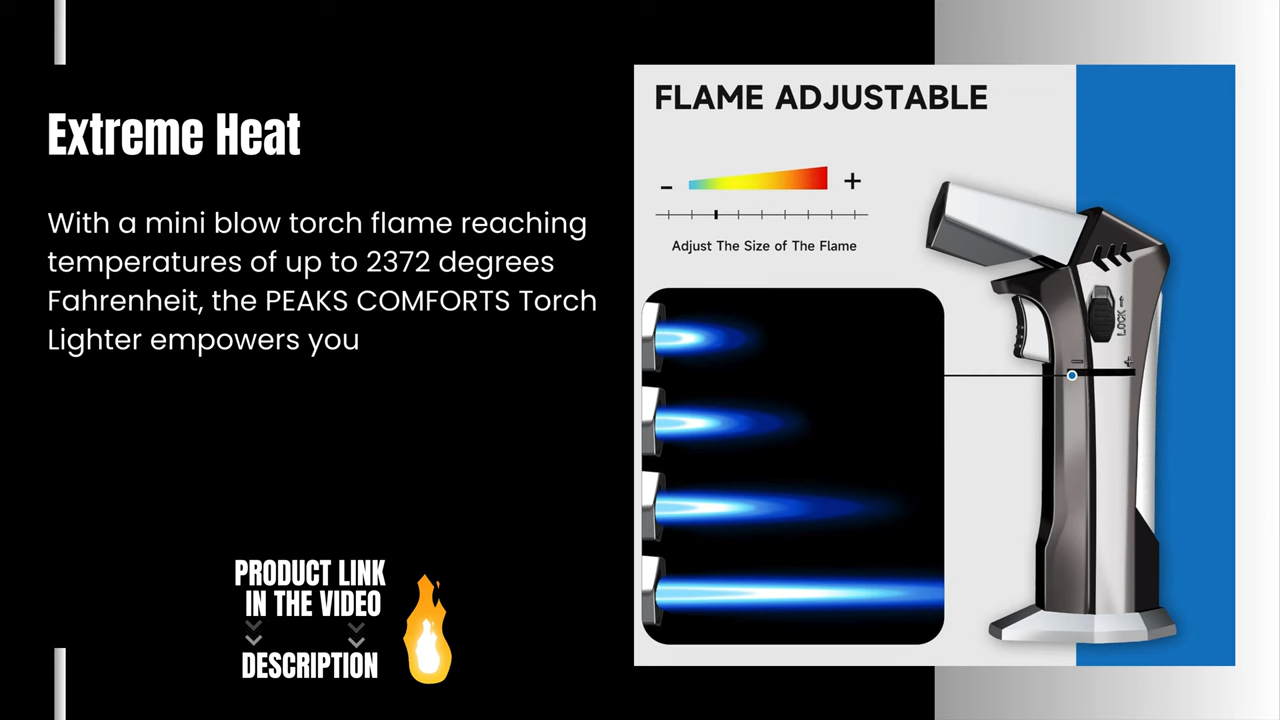 Extreme Heat
With a mini blow torch flame reaching
temperatures of up to 2372 degrees
Fahrenheit, the PEAKS COMFORTS Torch
Lighter empowers you
PRODUCT LINK
IN THE VIDEO
DESCRIPTION
FLAME ADJUSTABLE
- +
Adjust The Size of The Flame
LOCK
- +